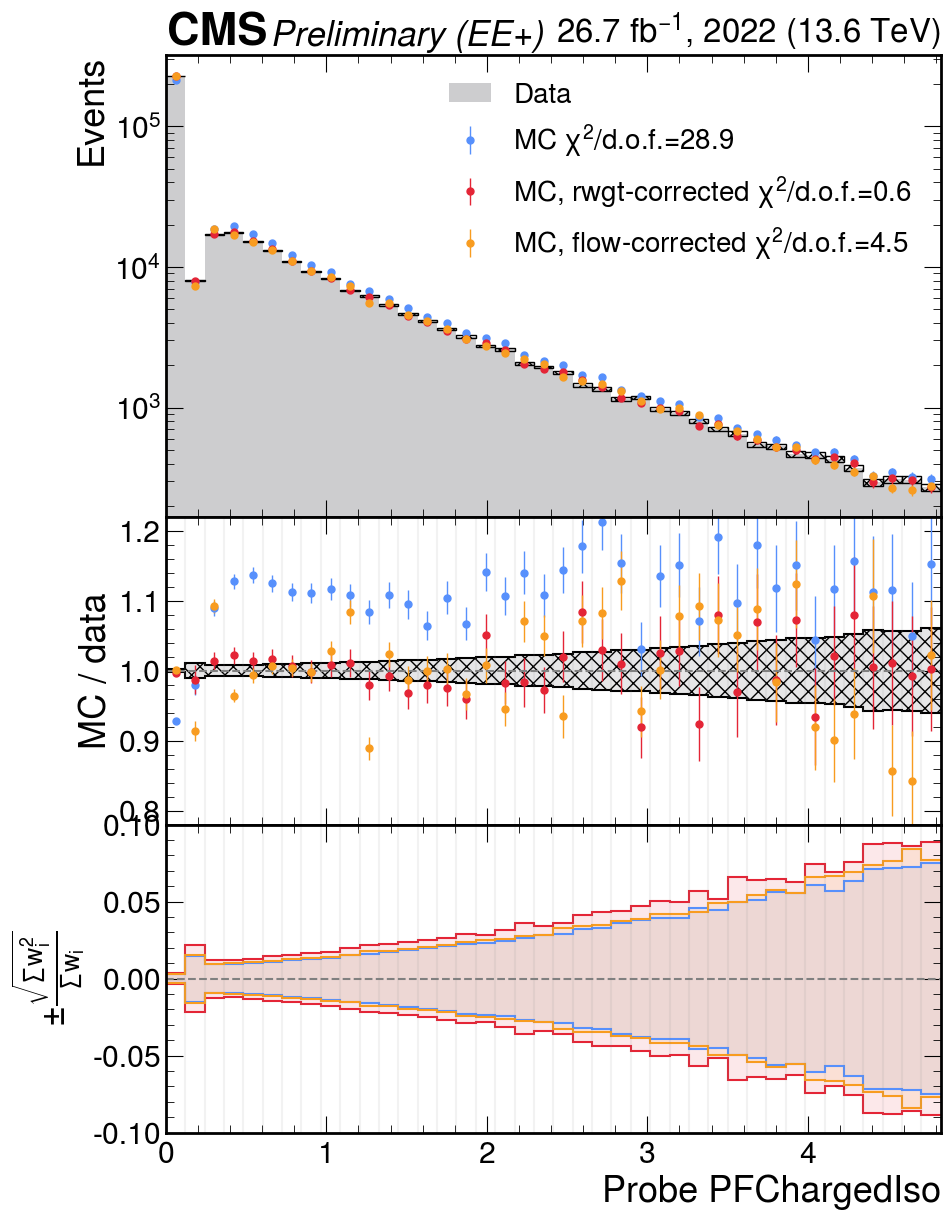 CMS Preliminary (EE+) 26.7 fb⁻¹, 2022 (13.6 TeV)
Events
10⁵
10⁴
10³
Data
MC χ²/d.o.f.=28.9
MC, rwgt-corrected χ²/d.o.f.=0.6
MC, flow-corrected χ²/d.o.f.=4.5
MC / data
1.2
1.1
1.0
0.9
0.8
± √Σwᵢ² / Σwᵢ
0.10
0.05
0.00
-0.05
-0.10
0 1 2 3 4
Probe PFChargedIso